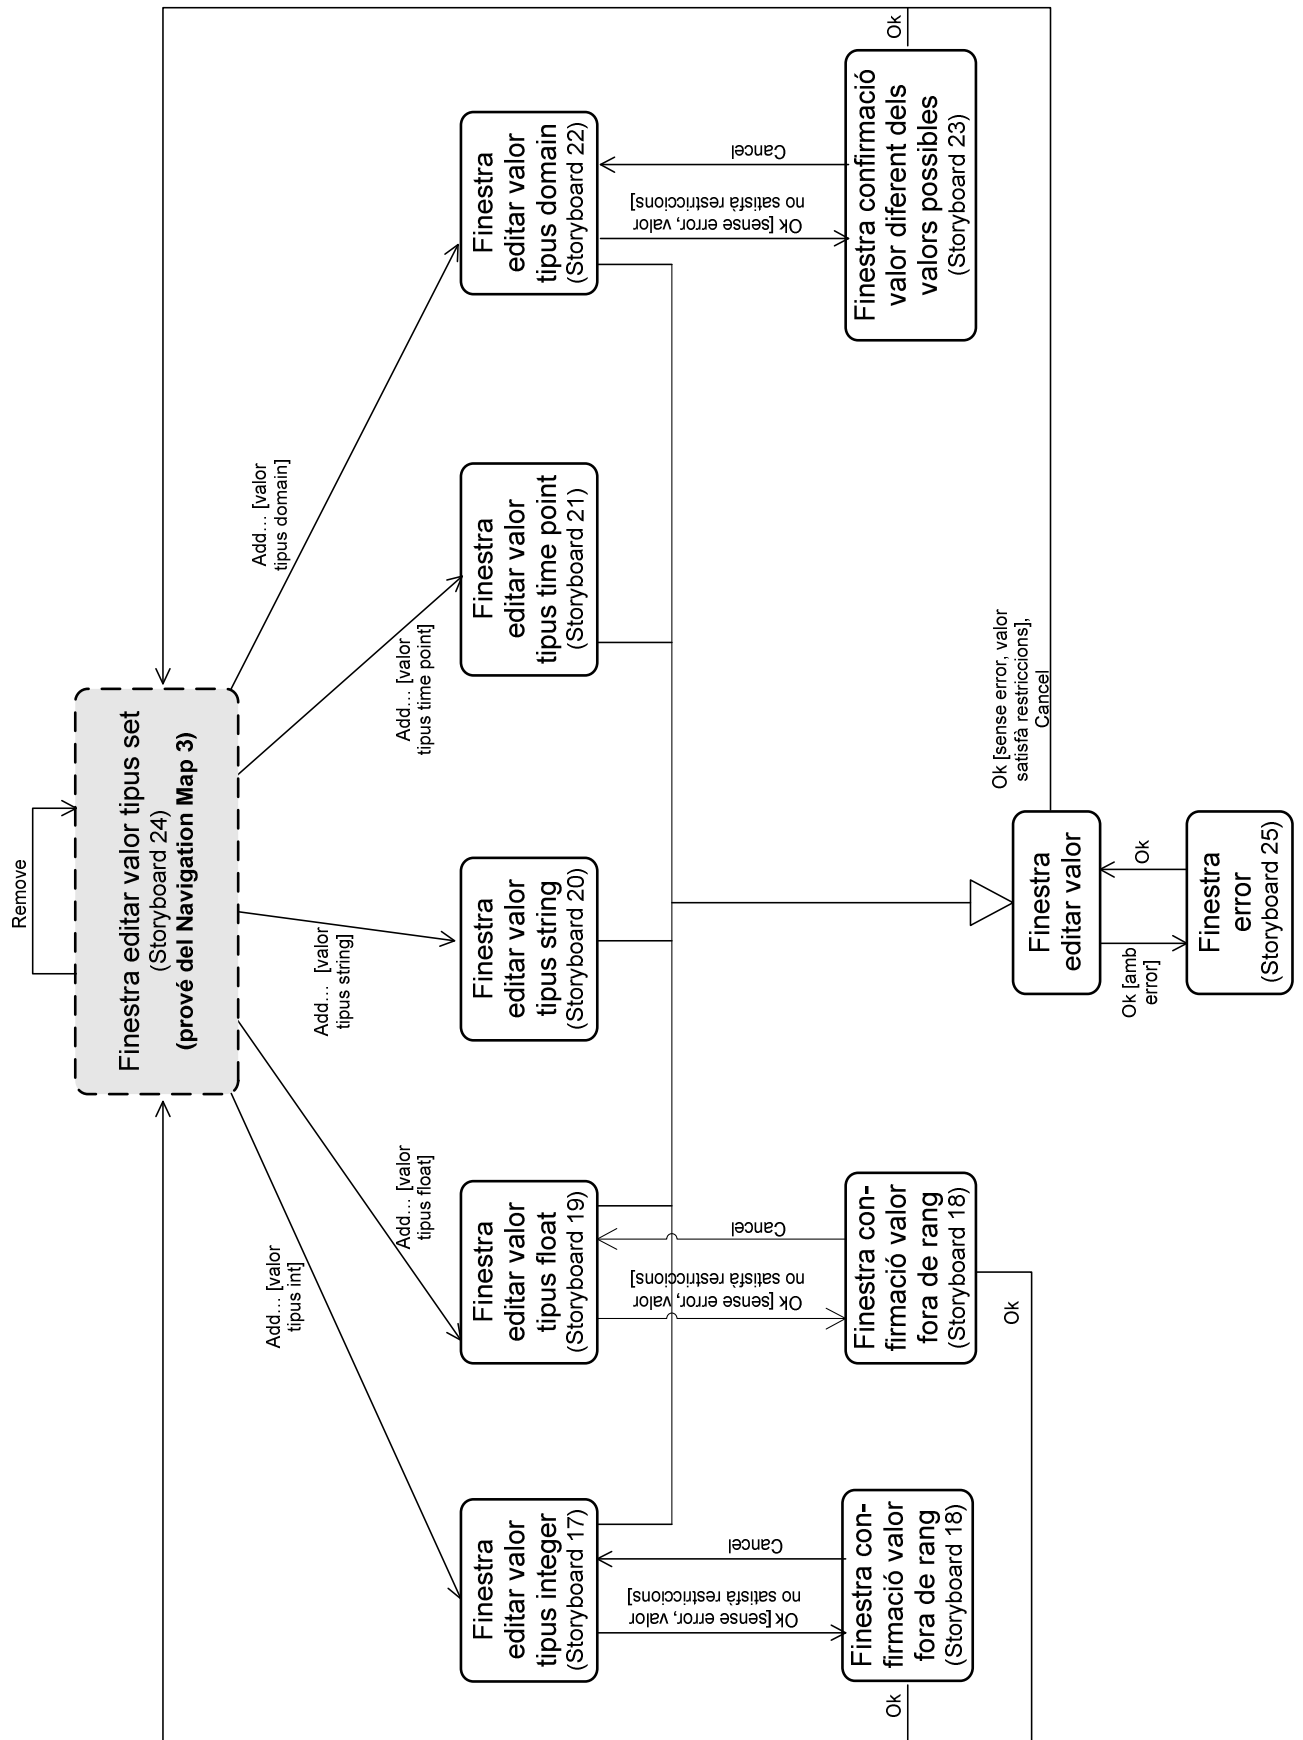 Remove
Finestra editar valor tipus set
(Storyboard 24)
(prové del Navigation Map 3)
Add... [valor
tipus int]
Add... [valor
tipus float]
Add... [valor
tipus string]
Add... [valor
tipus time point]
Add... [valor
tipus domain]
Finestra
editar valor
tipus integer
(Storyboard 17)
Finestra
editar valor
tipus float
(Storyboard 19)
Finestra
editar valor
tipus string
(Storyboard 20)
Finestra
editar valor
tipus time point
(Storyboard 21)
Finestra
editar valor
tipus domain
(Storyboard 22)
Ok [sense error, valor
no satisfà restriccions]
Cancel
Ok [sense error, valor
no satisfà restriccions]
Cancel
Ok [sense error, valor
no satisfà restriccions]
Cancel
Ok
Finestra con-
firmació valor
fora de rang
(Storyboard 18)
Finestra con-
firmació valor
fora de rang
(Storyboard 18)
Ok
Finestra confirmació
valor diferent dels
valors possibles
(Storyboard 23)
Ok
Finestra
editar valor
Ok [sense error, valor
satisfà restriccions],
Cancel
Ok [amb
error]
Ok
Finestra
error
(Storyboard 25)